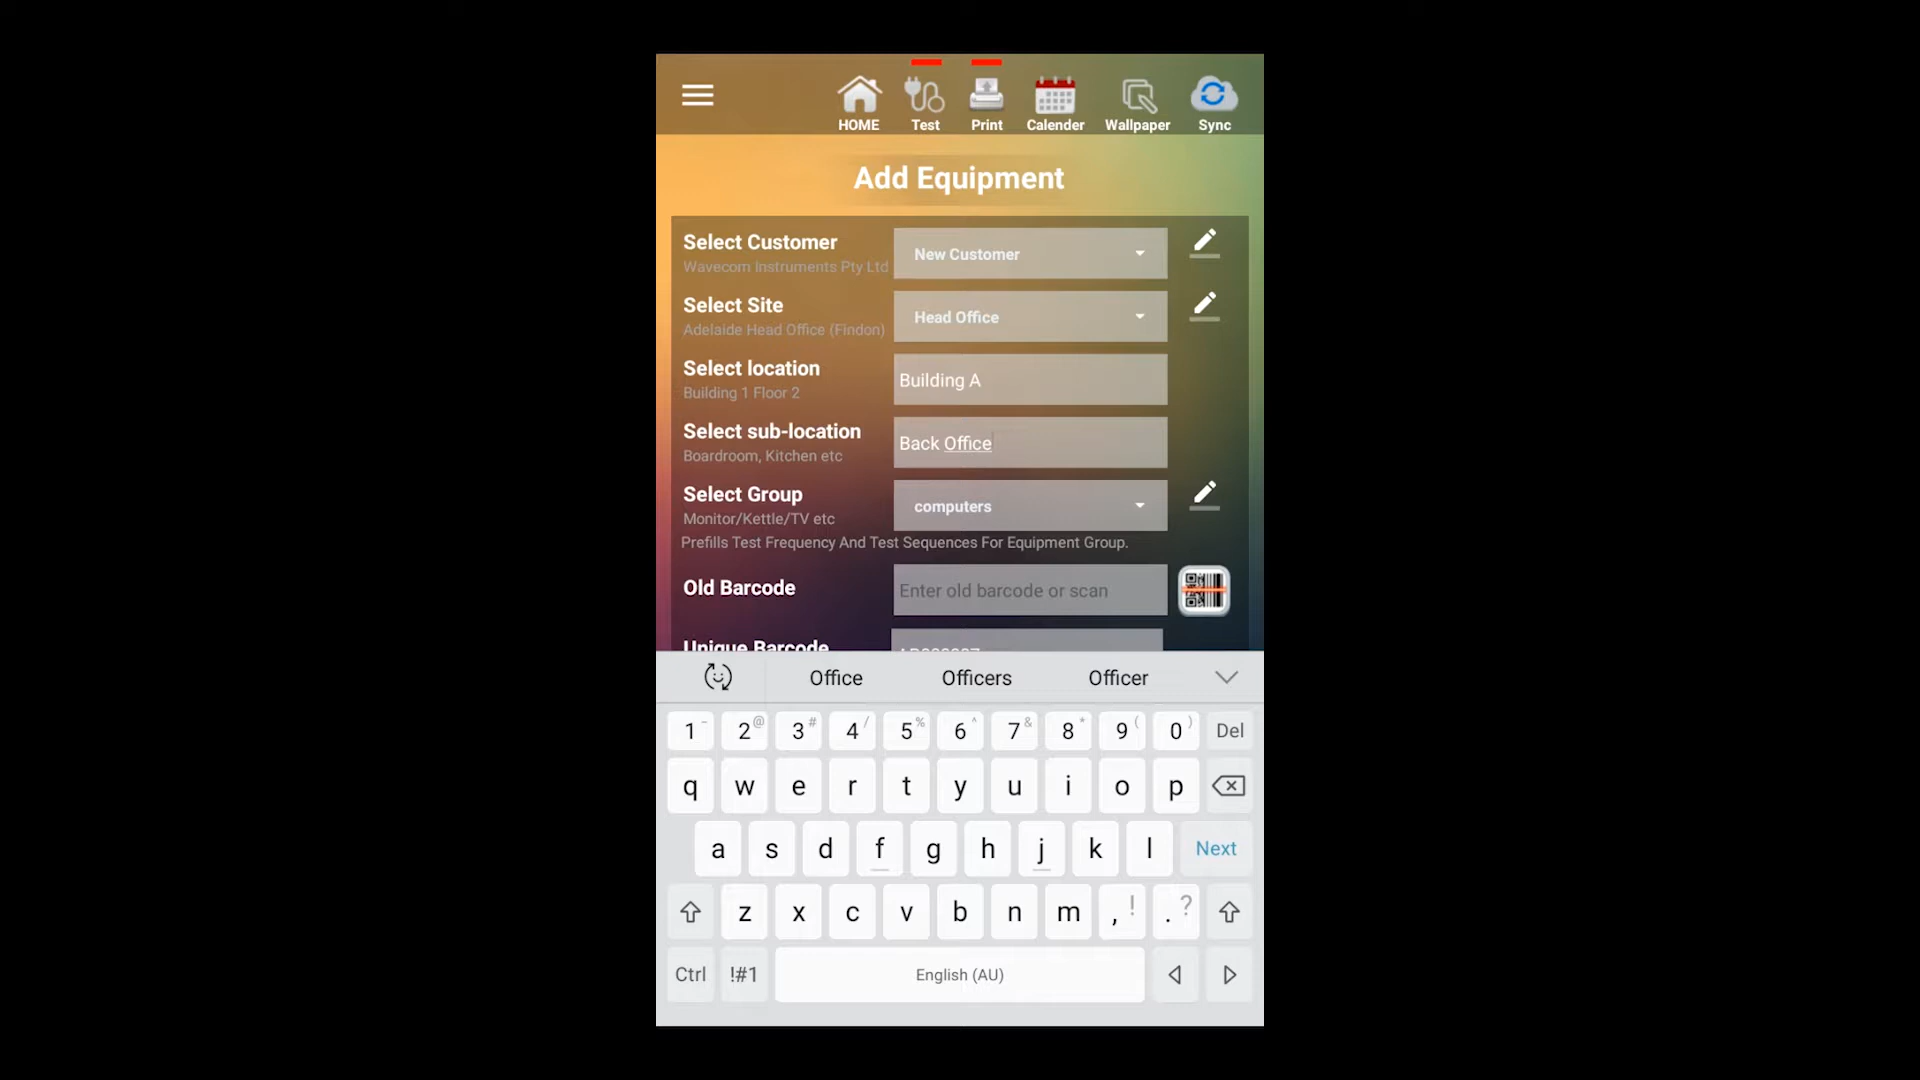 HOME Test Print Calender Wallpaper Sync
Add Equipment
Select Customer New Customer
Wavecom Instruments Pty Ltd
Select Site Head Office
Adelaide Head Office (Findon)
Select location Building A
Building 1 Floor 2
Select sub-location Back Office
Boardroom, Kitchen etc
Select Group computers
Monitor/Kettle/TV etc
Prefills Test Frequency And Test Sequences For Equipment Group.
Old Barcode Enter old barcode or scan
Unique Barcode
Office Officers Officer
1 - 2 @ 3 # 4 / 5 % 6 ^ 7 & 8 * 9 ( 0 ) Del
q w e r t y u i o p
a s d f g h j k l Next
z x c v b n m , ! . ?
Ctrl !#1 English (AU)